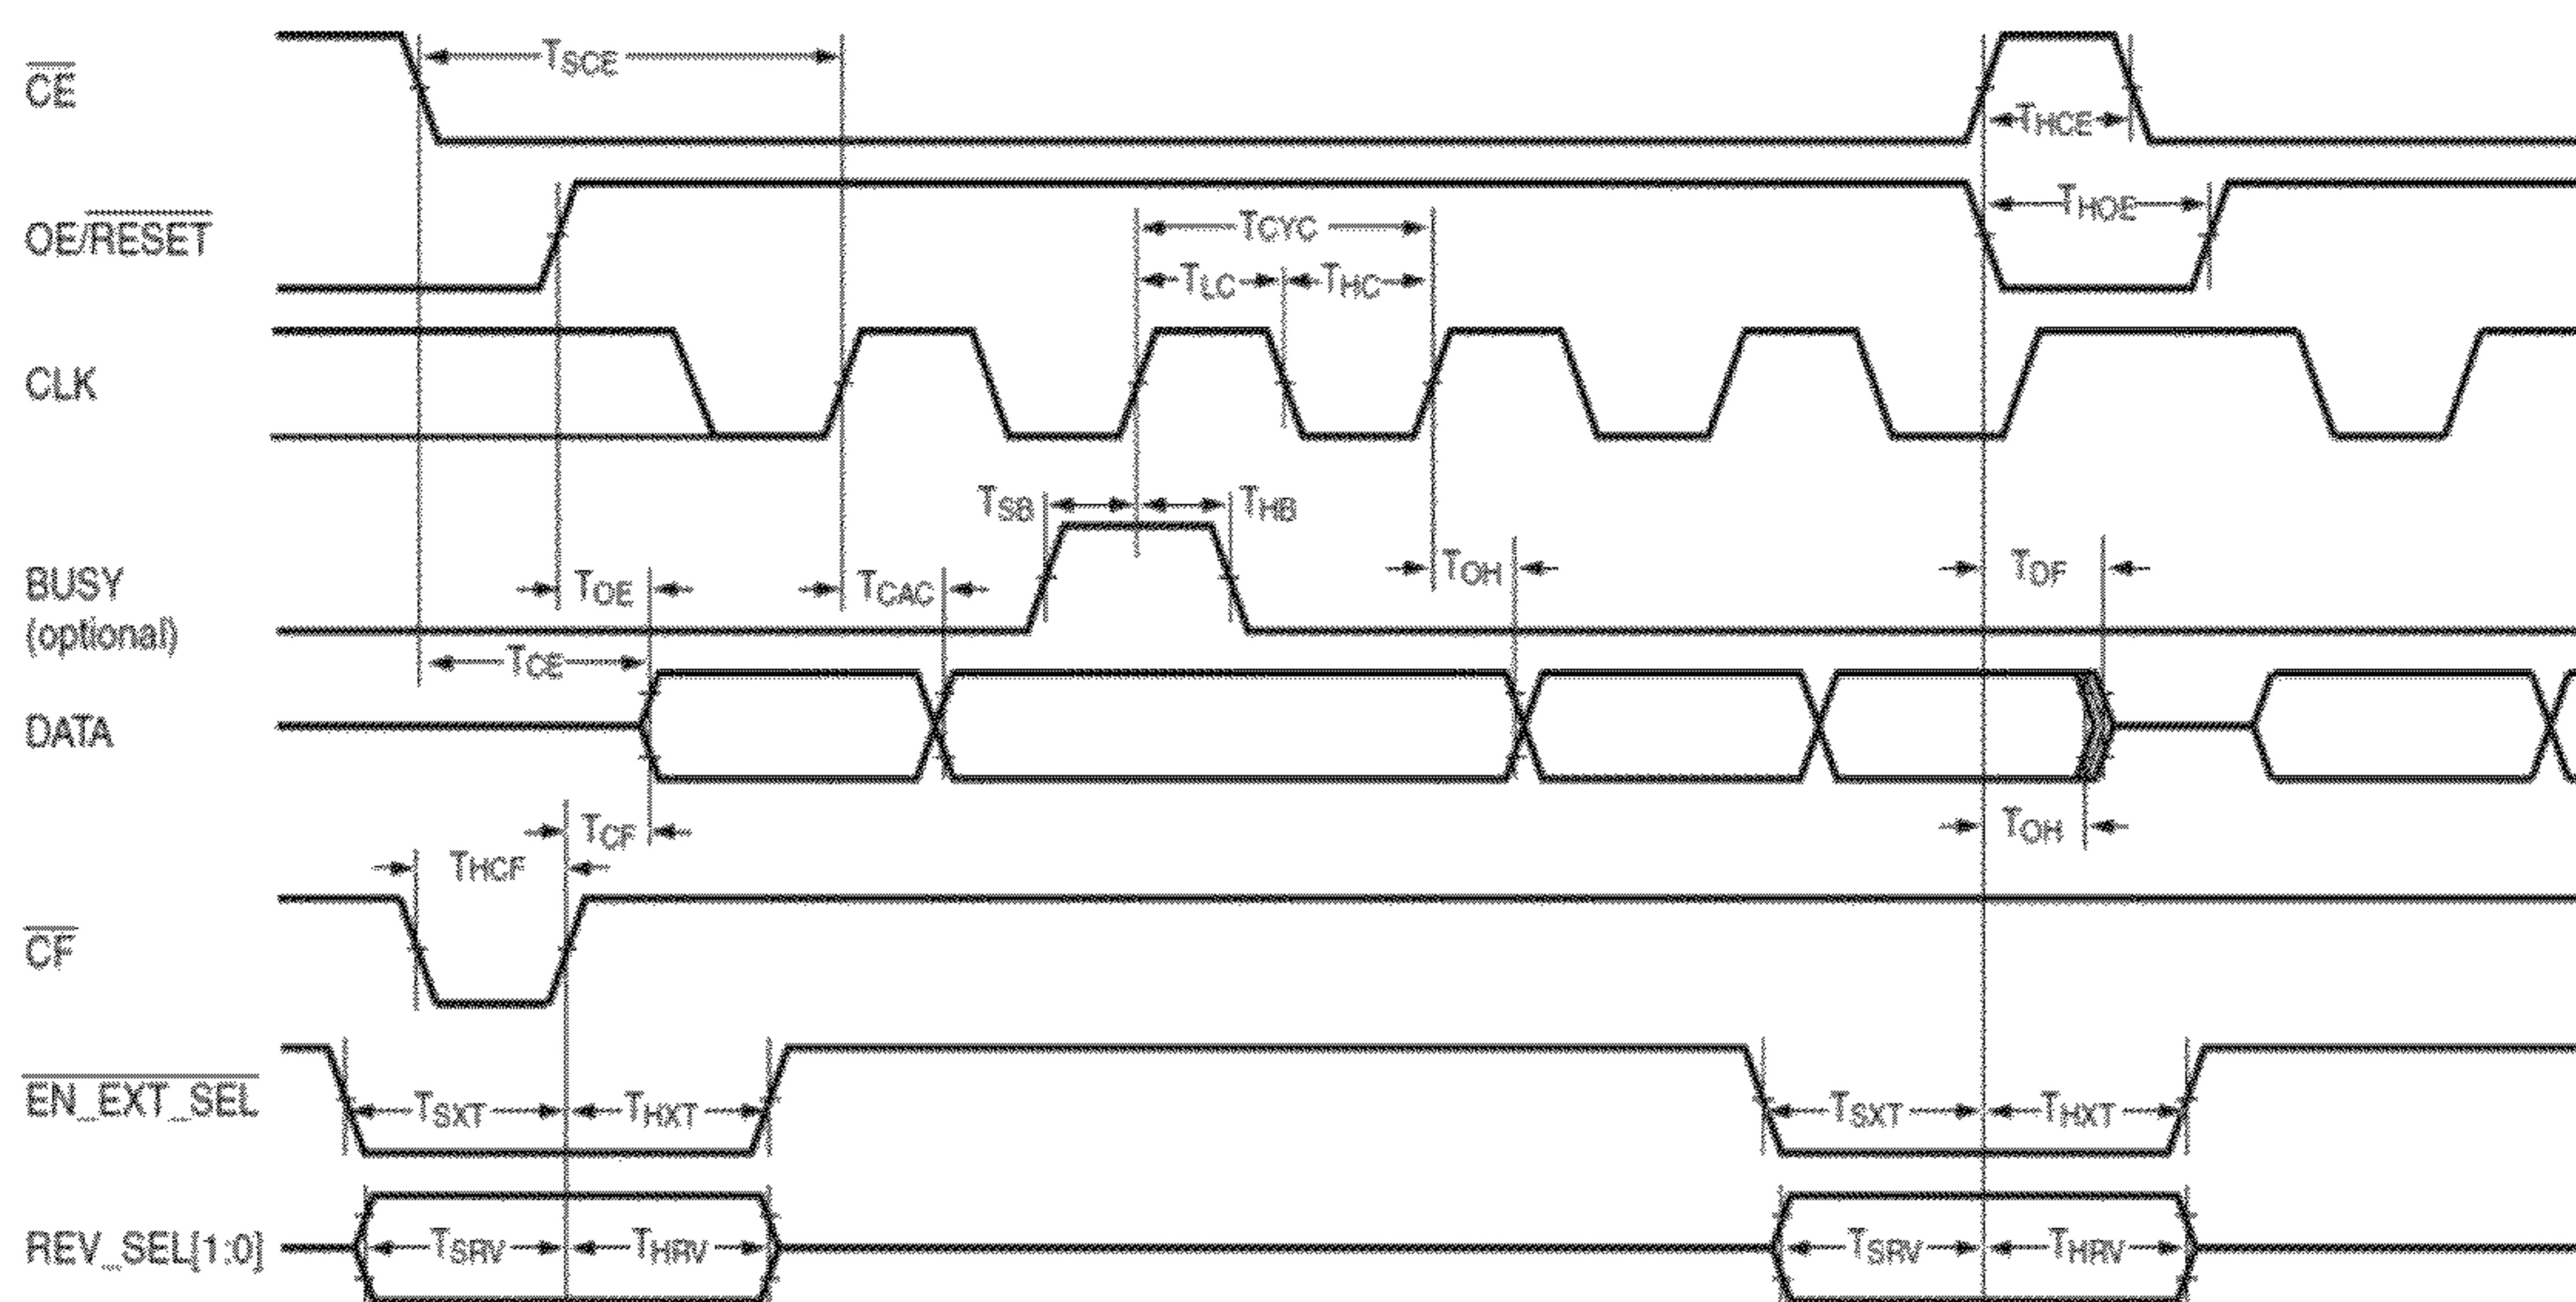 CE
TSCE
THCE
OE/RESET
THOE
TCYC
TLC
THC
CLK
TSB
THB
BUSY
(optional)
TOE
TCAC
TOH
TDF
TCE
DATA
TCF
TOH
THCF
CF
EN_EXT_SEL
TSXT
THXT
TSXT
THXT
REV_SEL[1:0]
TSRV
THRV
TSRV
THRV